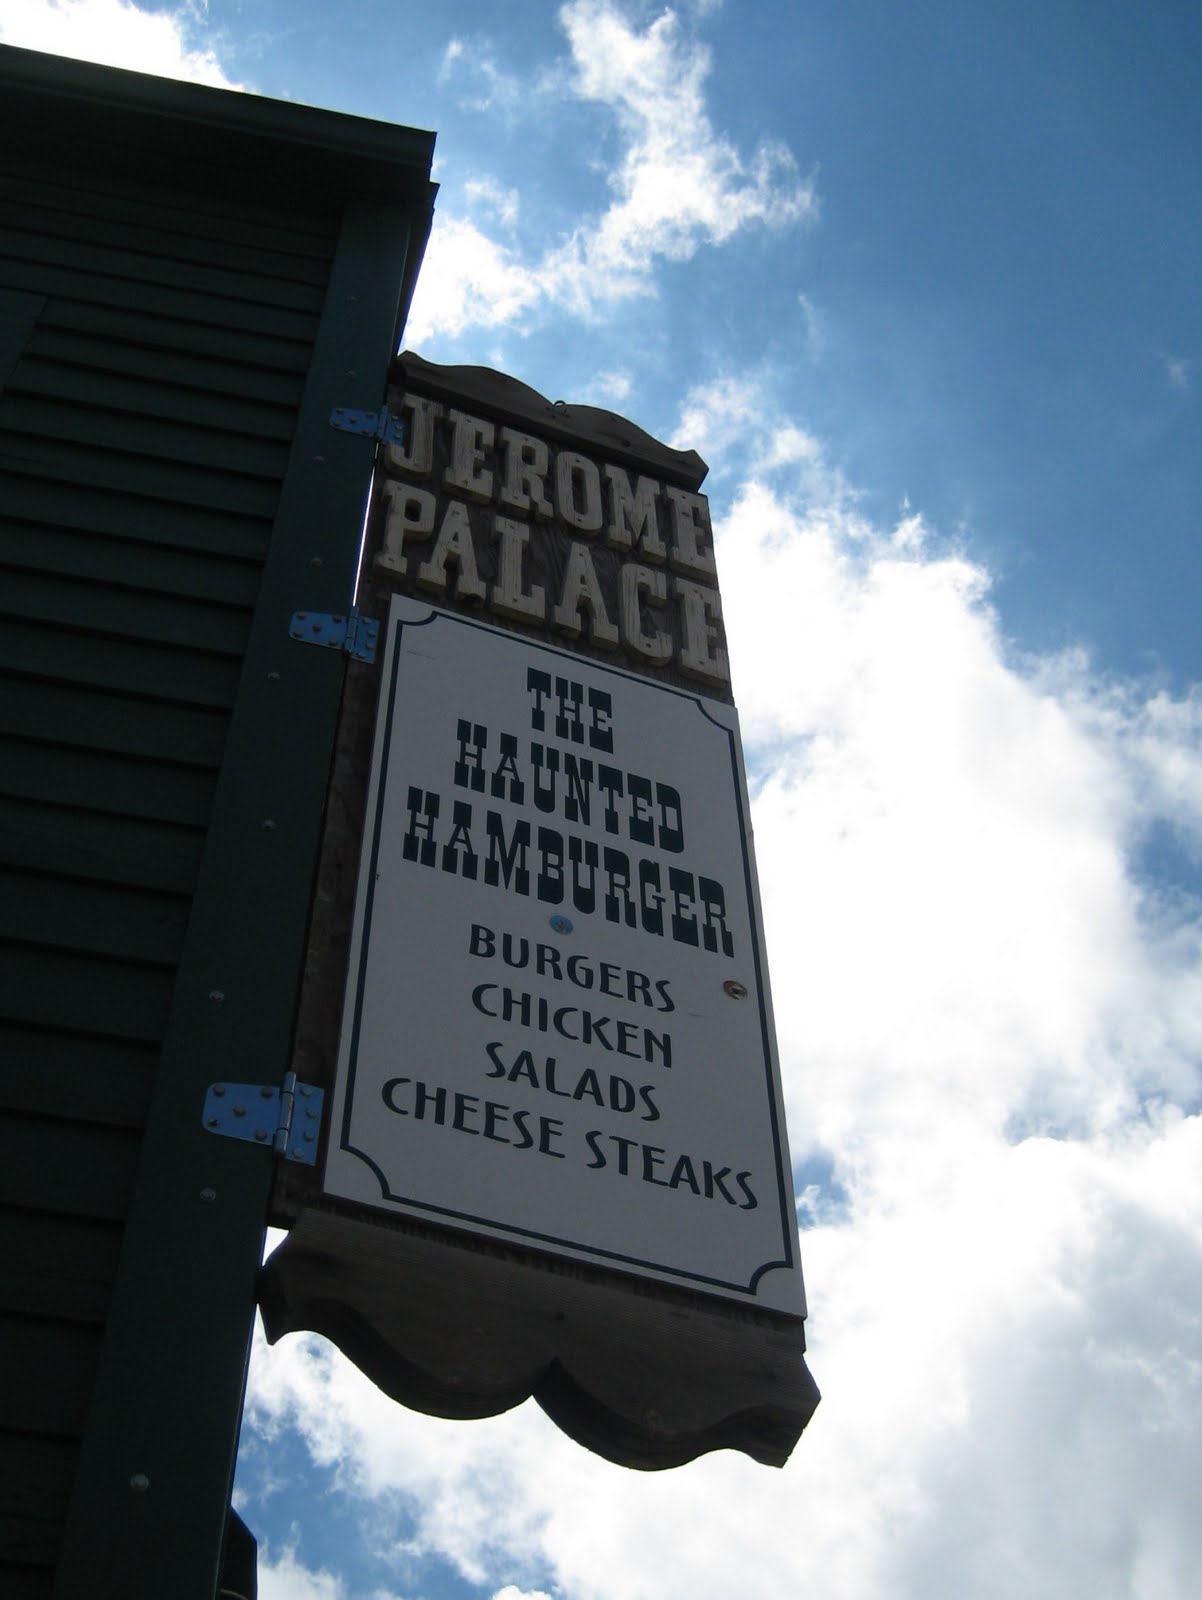 JEROME
PALACE
THE
HAUNTED
HAMBURGER
BURGERS
CHICKEN
SALADS
CHEESE STEAKS